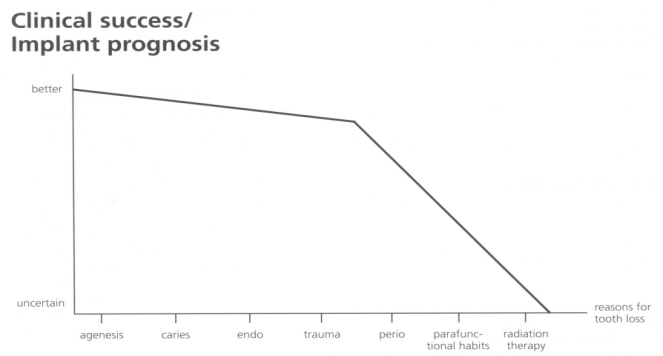 Clinical success/
Implant prognosis
better
uncertain
reasons for
tooth loss
agenesis
caries
endo
trauma
perio
parafunc-
tional habits
radiation
therapy